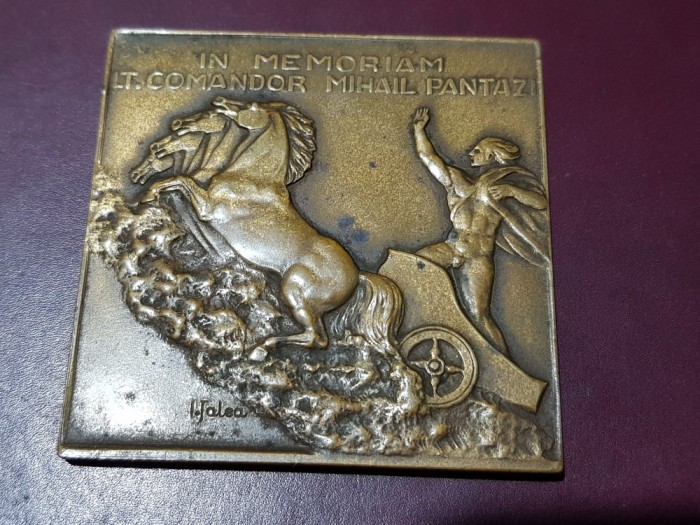 IN MEMORIAM
LT. COMANDOR MIHAIL PANTAZI
I. Jalea